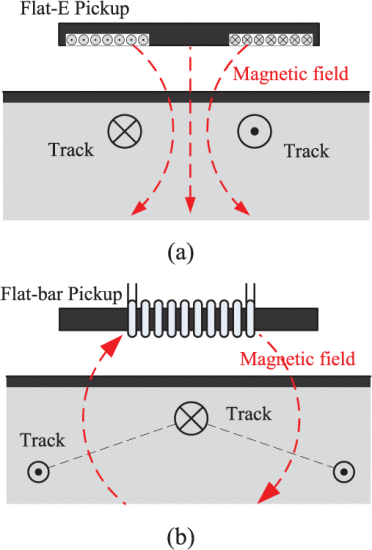 Flat-E Pickup
Magnetic field
Track
Track
(a)
Flat-bar Pickup
Magnetic field
Track
Track
(b)